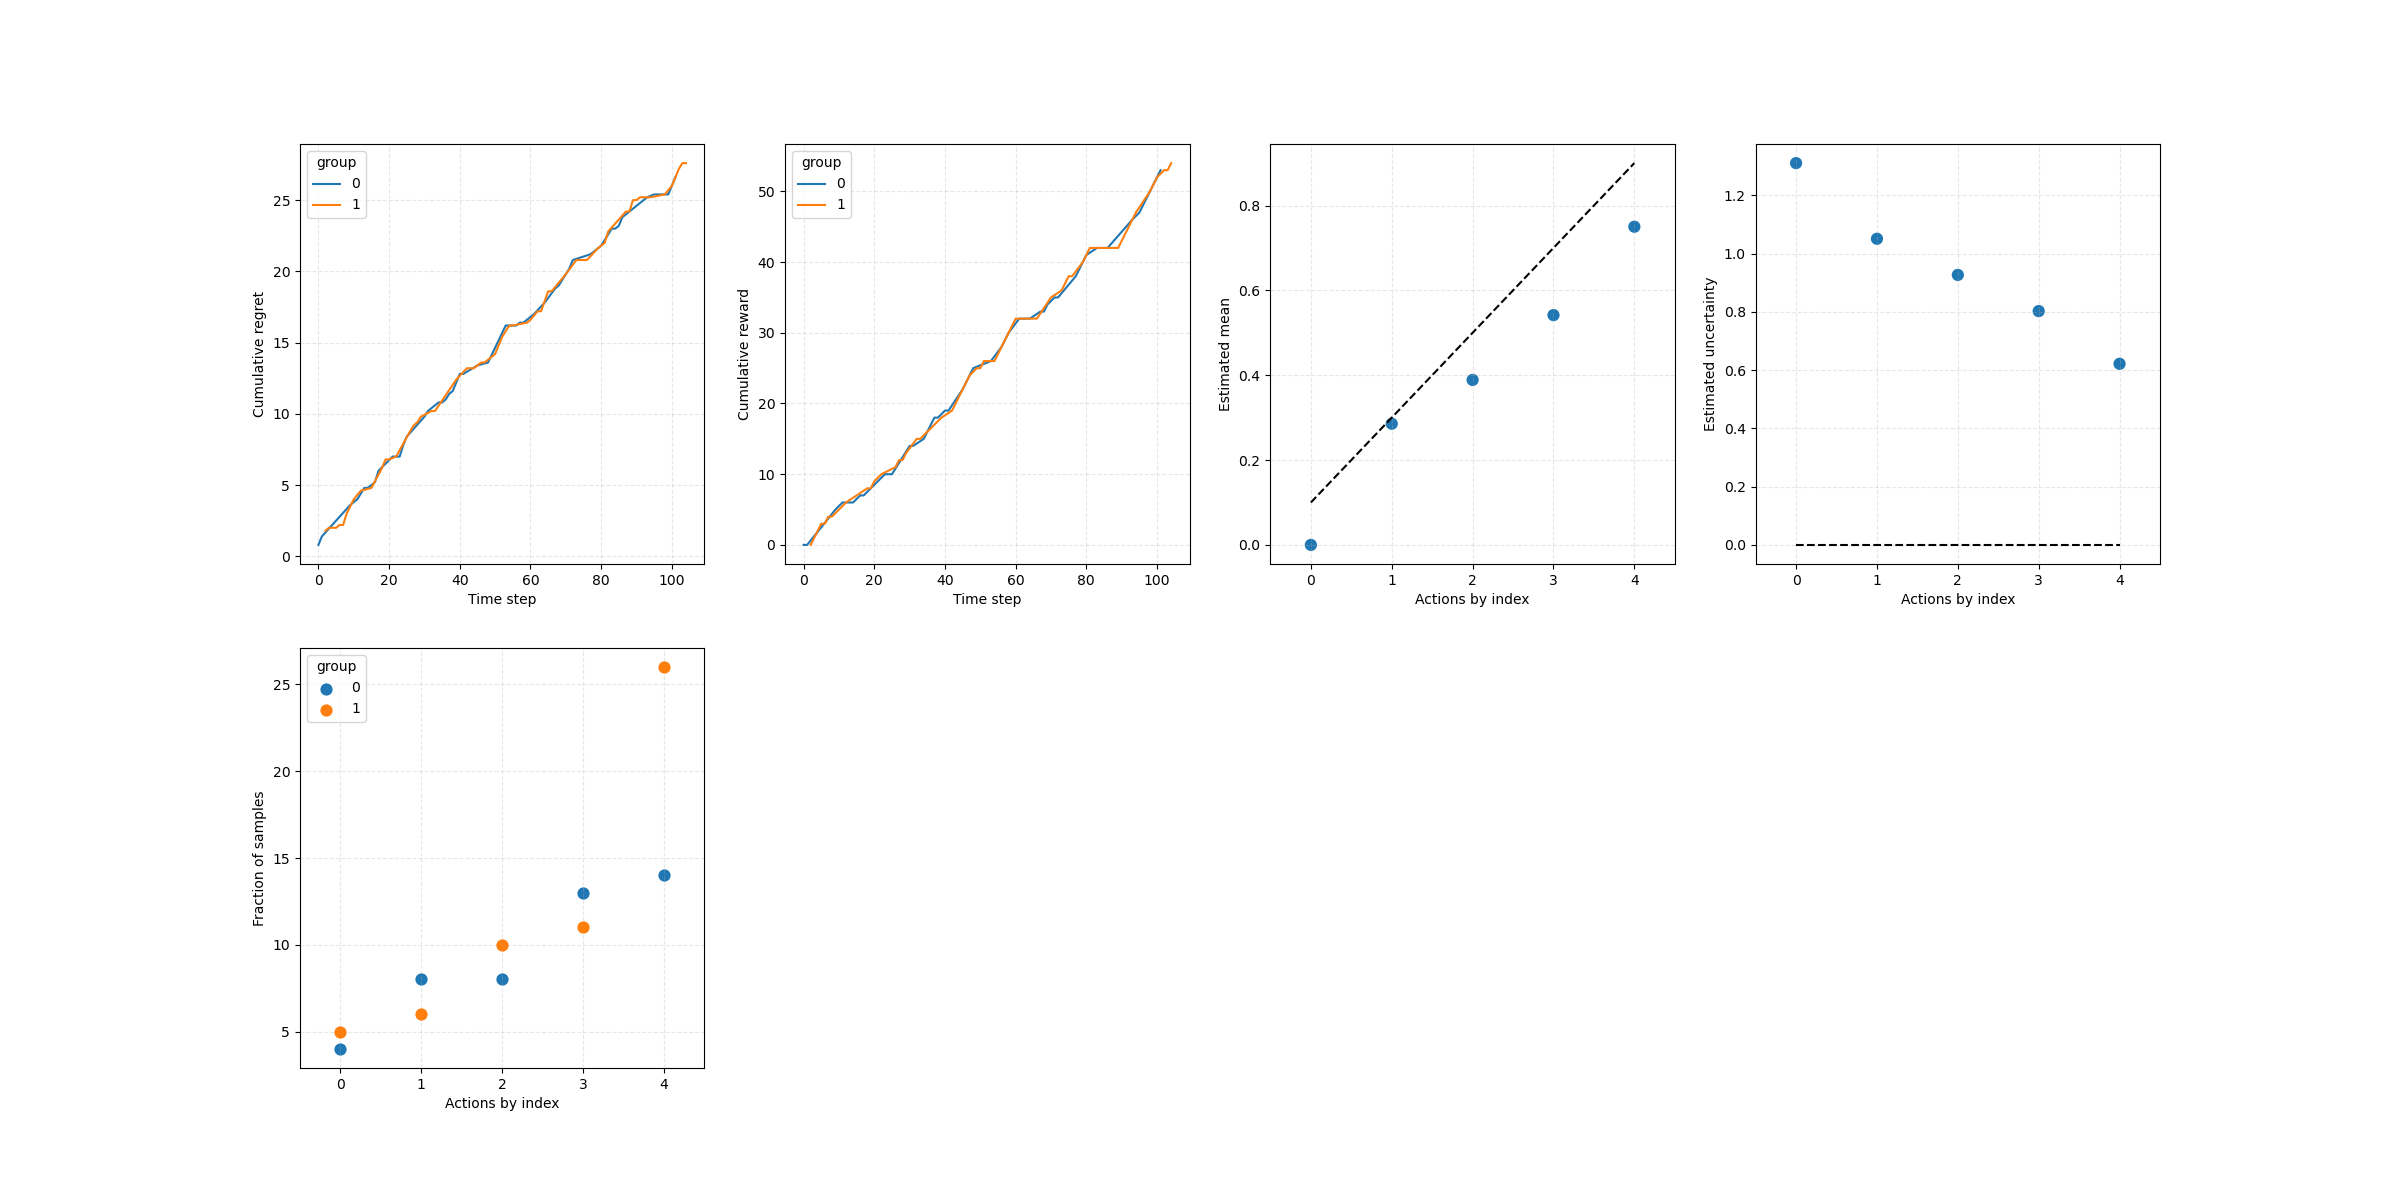 group
0
1
25
20
15
10
5
0
Cumulative regret
0 20 40 60 80 100
Time step
group
0
1
50
40
30
20
10
0
Cumulative reward
0 20 40 60 80 100
Time step
0.8
0.6
0.4
0.2
0.0
Estimated mean
0 1 2 3 4
Actions by index
1.2
1.0
0.8
0.6
0.4
0.2
0.0
Estimated uncertainty
0 1 2 3 4
Actions by index
group
0
1
25
20
15
10
5
Fraction of samples
0 1 2 3 4
Actions by index